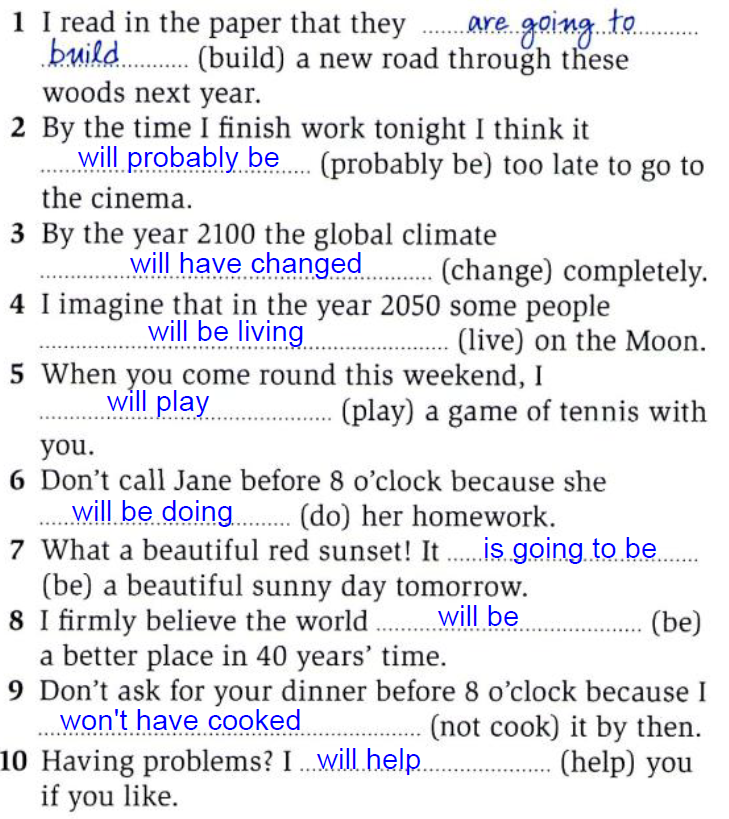 1 I read in the paper that they ...... are going to ..........
build ........... (build) a new road through these
woods next year.
2 By the time I finish work tonight I think it
..... will probably be .... (probably be) too late to go to
the cinema.
3 By the year 2100 the global climate
............ will have changed ......... (change) completely.
4 I imagine that in the year 2050 some people
.............. will be living .................. (live) on the Moon.
5 When you come round this weekend, I
......... will play ................ (play) a game of tennis with
you.
6 Don't call Jane before 8 o'clock because she
..... will be doing ........ (do) her homework.
7 What a beautiful red sunset! It ..... is going to be ......
(be) a beautiful sunny day tomorrow.
8 I firmly believe the world ........ will be ................ (be)
a better place in 40 years' time.
9 Don't ask for your dinner before 8 o'clock because I
... won't have cooked ................ (not cook) it by then.
10 Having problems? I ... will help .................. (help) you
if you like.